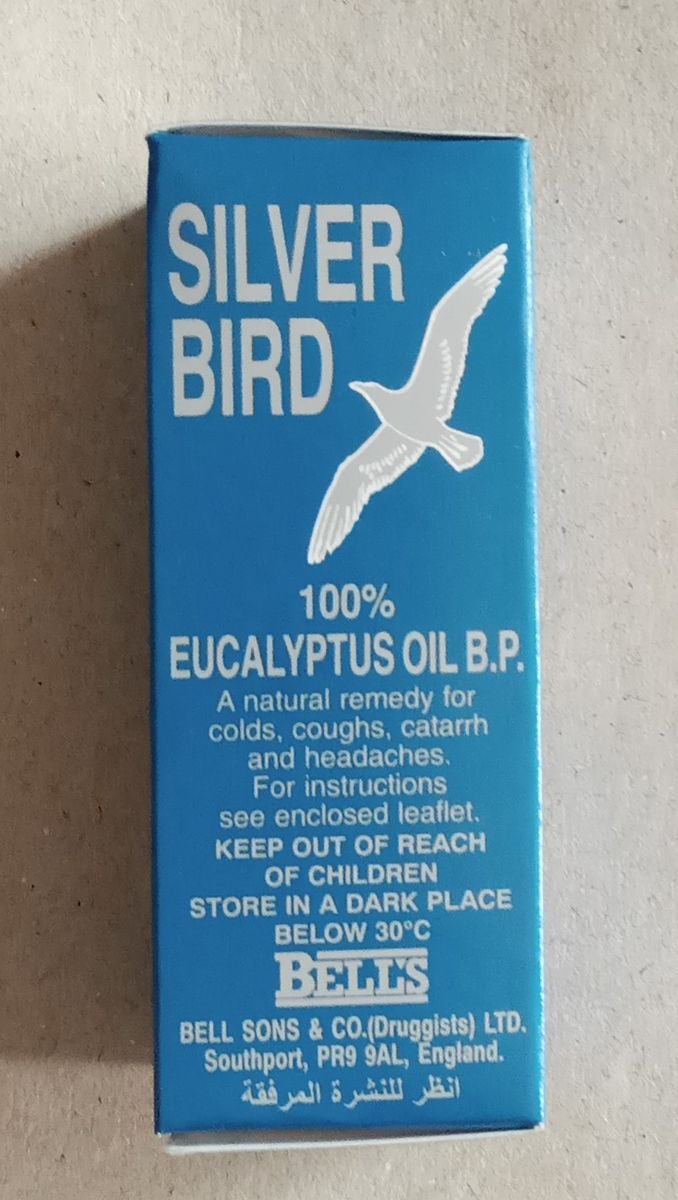 SILVER
BIRD
100%
EUCALYPTUS OIL B.P.
A natural remedy for
colds, coughs, catarrh
and headaches.
For instructions
see enclosed leaflet.
KEEP OUT OF REACH
OF CHILDREN
STORE IN A DARK PLACE
BELOW 30°C
BELL'S
BELL SONS & CO.(Druggists) LTD.
Southport, PR9 9AL, England.
انظر للنشرة المرفقة